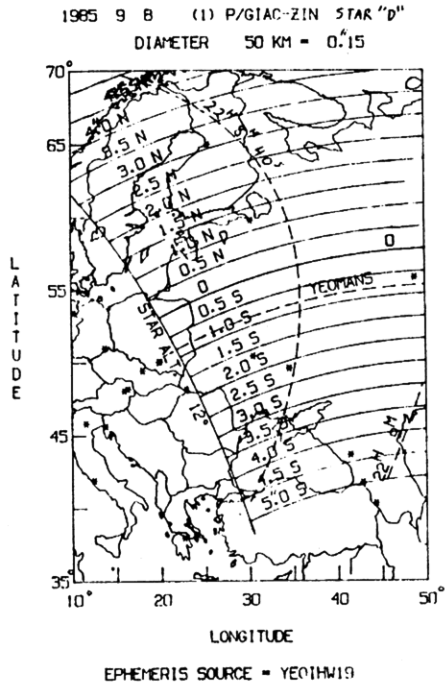 1985 9 8 (1) P/GIAC-ZIN STAR "D"
DIAMETER 50 KM = 0."15
70°
65
60
55
50
45
35°
10°
20
30
40
50°
4.0 N
3.5 N
3.0 N
2.5 N
2.0 N
1.5 N
1.0 N
0.5 N
0
0
0.5 S
1.0 S
1.5 S
2.0 S
2.5 S
3.0 S
3.5 S
4.0 S
4.5 S
5.0 S
YEOMANS
STAR ALT
12°
LATITUDE
LONGITUDE
EPHEMERIS SOURCE = YEOIHW19